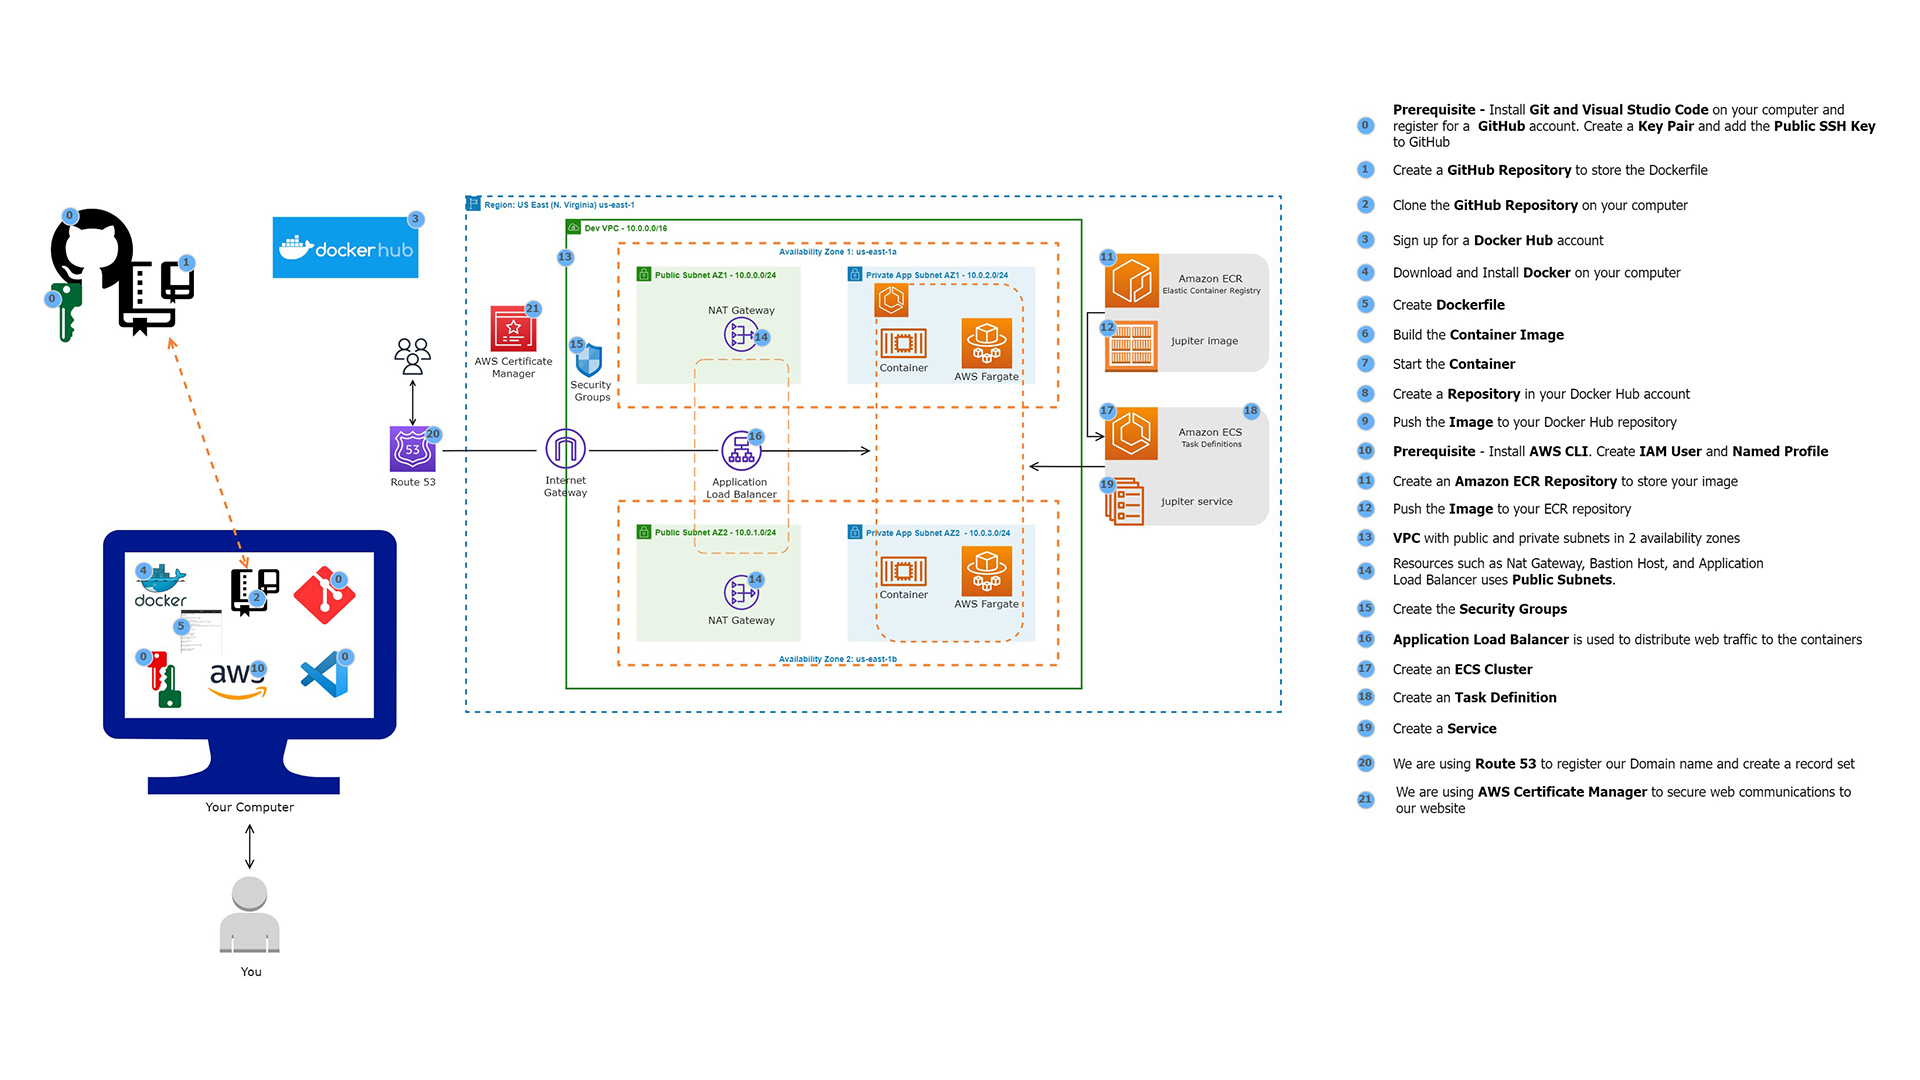 0
1
0
dockerhub
3
Region: US East (N. Virginia) us-east-1
Dev VPC - 10.0.0.0/16
13
Availability Zone 1: us-east-1a
Public Subnet AZ1 - 10.0.0.0/24
NAT Gateway
14
Private App Subnet AZ1 - 10.0.2.0/24
Container
AWS Fargate
21
AWS Certificate
Manager
15
Security
Groups
11
Amazon ECR
Elastic Container Registry
12
jupiter image
17
18
Amazon ECS
Task Definitions
19
jupiter service
20
53
Route 53
Internet
Gateway
16
Application
Load Balancer
Public Subnet AZ2 - 10.0.1.0/24
14
NAT Gateway
Private App Subnet AZ2 - 10.0.3.0/24
Container
AWS Fargate
Availability Zone 2: us-east-1b
4
docker
2
0
5
0
aws
10
0
Your Computer
You
0
Prerequisite - Install Git and Visual Studio Code on your computer and
register for a GitHub account. Create a Key Pair and add the Public SSH Key
to GitHub
1 Create a GitHub Repository to store the Dockerfile
2 Clone the GitHub Repository on your computer
3 Sign up for a Docker Hub account
4 Download and Install Docker on your computer
5 Create Dockerfile
6 Build the Container Image
7 Start the Container
8 Create a Repository in your Docker Hub account
9 Push the Image to your Docker Hub repository
10 Prerequisite - Install AWS CLI. Create IAM User and Named Profile
11 Create an Amazon ECR Repository to store your image
12 Push the Image to your ECR repository
13 VPC with public and private subnets in 2 availability zones
14 Resources such as Nat Gateway, Bastion Host, and Application
Load Balancer uses Public Subnets.
15 Create the Security Groups
16 Application Load Balancer is used to distribute web traffic to the containers
17 Create an ECS Cluster
18 Create an Task Definition
19 Create a Service
20 We are using Route 53 to register our Domain name and create a record set
21 We are using AWS Certificate Manager to secure web communications to
our website